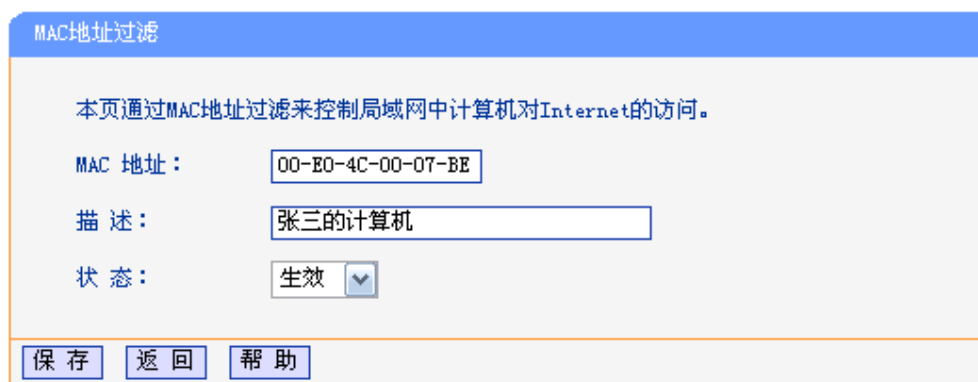 MAC地址过滤
本页通过MAC地址过滤来控制局域网中计算机对Internet的访问。
MAC 地址： 00-E0-4C-00-07-BE
描 述： 张三的计算机
状 态： 生效
保 存 返 回 帮 助